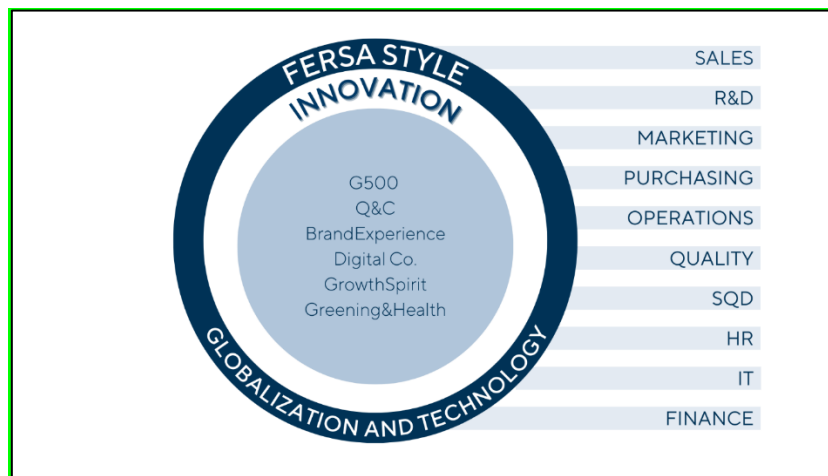 FERSA STYLE
INNOVATION
G500
Q&C
BrandExperience
Digital Co.
GrowthSpirit
Greening&Health
GLOBALIZATION AND TECHNOLOGY
SALES
R&D
MARKETING
PURCHASING
OPERATIONS
QUALITY
SQD
HR
IT
FINANCE